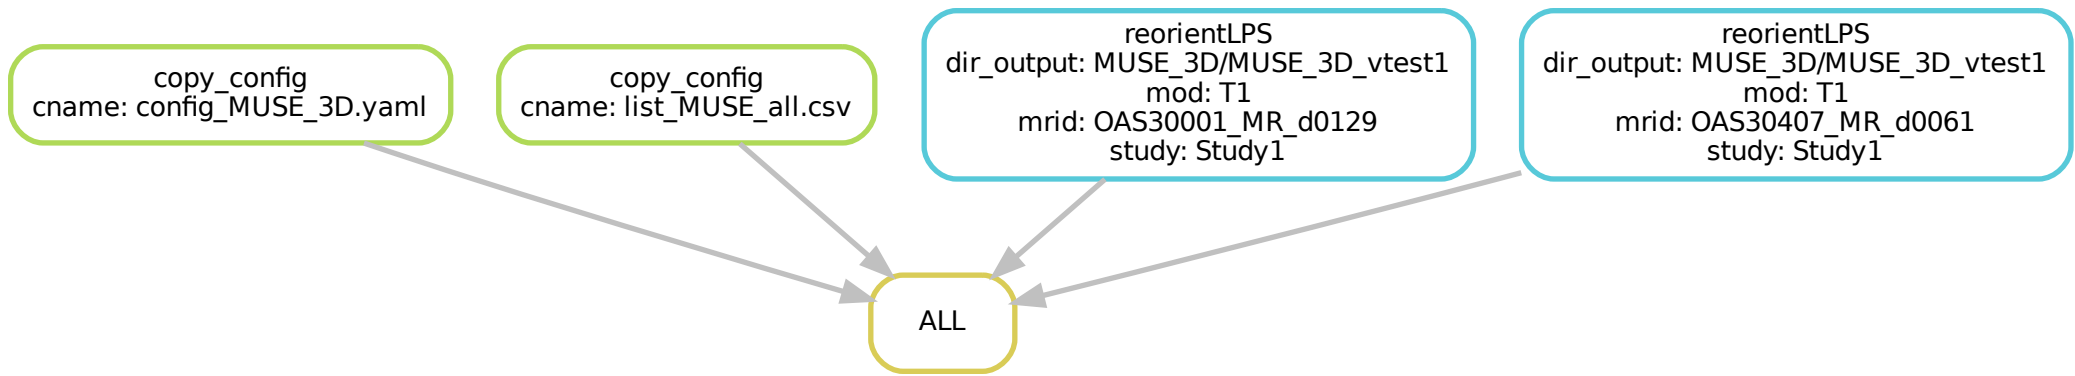 copy_config
cname: config_MUSE_3D.yaml
copy_config
cname: list_MUSE_all.csv
reorientLPS
dir_output: MUSE_3D/MUSE_3D_vtest1
mod: T1
mrid: OAS30001_MR_d0129
study: Study1
reorientLPS
dir_output: MUSE_3D/MUSE_3D_vtest1
mod: T1
mrid: OAS30407_MR_d0061
study: Study1
ALL